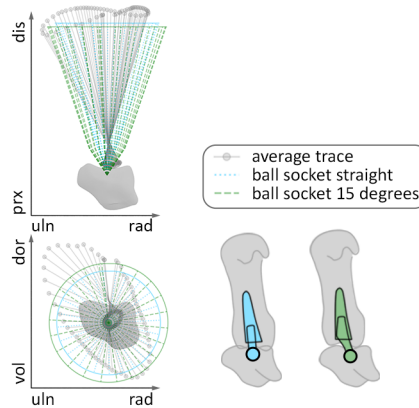 dis
prx
uln rad
average trace
ball socket straight
ball socket 15 degrees
dor
vol
uln rad